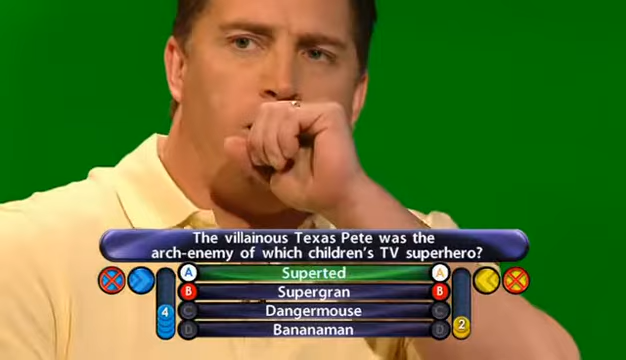 The villainous Texas Pete was the
arch-enemy of which children's TV superhero?
A Superted A
B Supergran B
C Dangermouse C
D Bananaman D
4
2